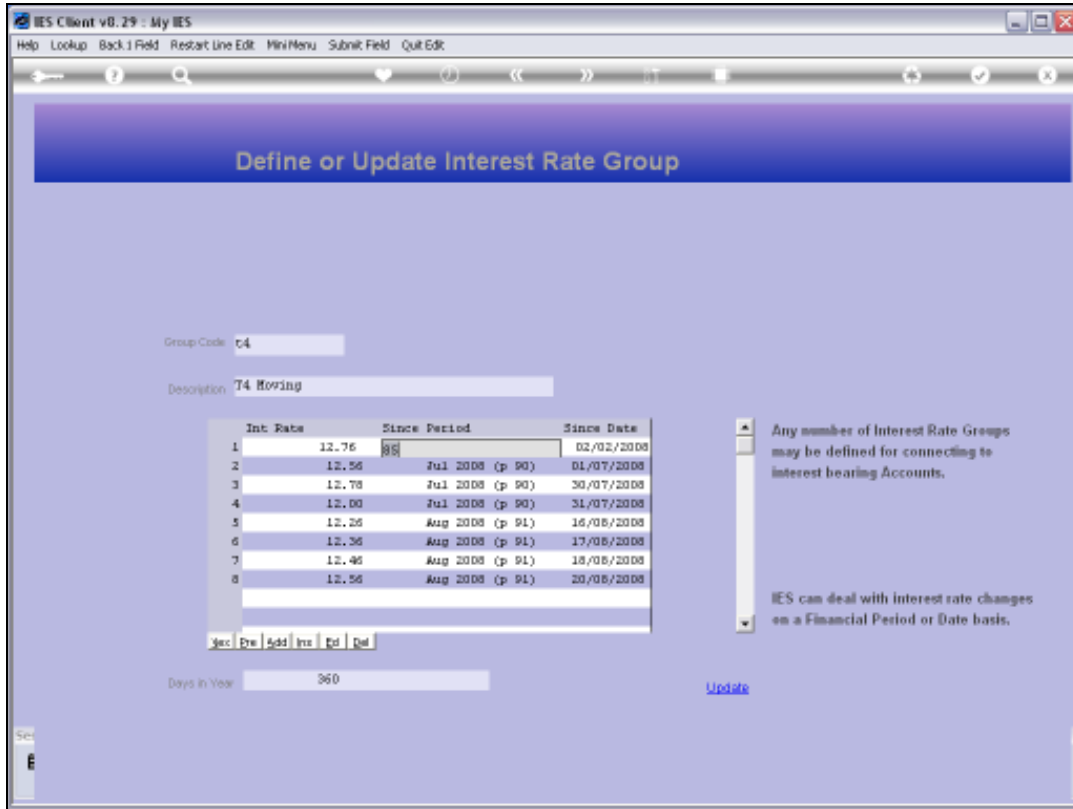 IES Client v8.29 : My IES
Help Lookup Back 1 Field Restart Line Edit MiniMenu Submit Field Quit Edit
Define or Update Interest Rate Group
Group Code t4
Description T4 Moving
Int Rate Since Period Since Date
1 12.76 85 02/02/2008
2 12.56 Jul 2008 (p 90) 01/07/2008
3 12.78 Jul 2008 (p 90) 30/07/2008
4 12.00 Jul 2008 (p 90) 31/07/2008
5 12.26 Aug 2008 (p 91) 16/08/2008
6 12.36 Aug 2008 (p 91) 17/08/2008
7 12.46 Aug 2008 (p 91) 18/08/2008
8 12.56 Aug 2008 (p 91) 20/08/2008
Any number of Interest Rate Groups
may be defined for connecting to
interest bearing Accounts.
IES can deal with interest rate changes
on a Financial Period or Date basis.
Nex Pre Add Ins Ed Del
Days in Year 360
Update